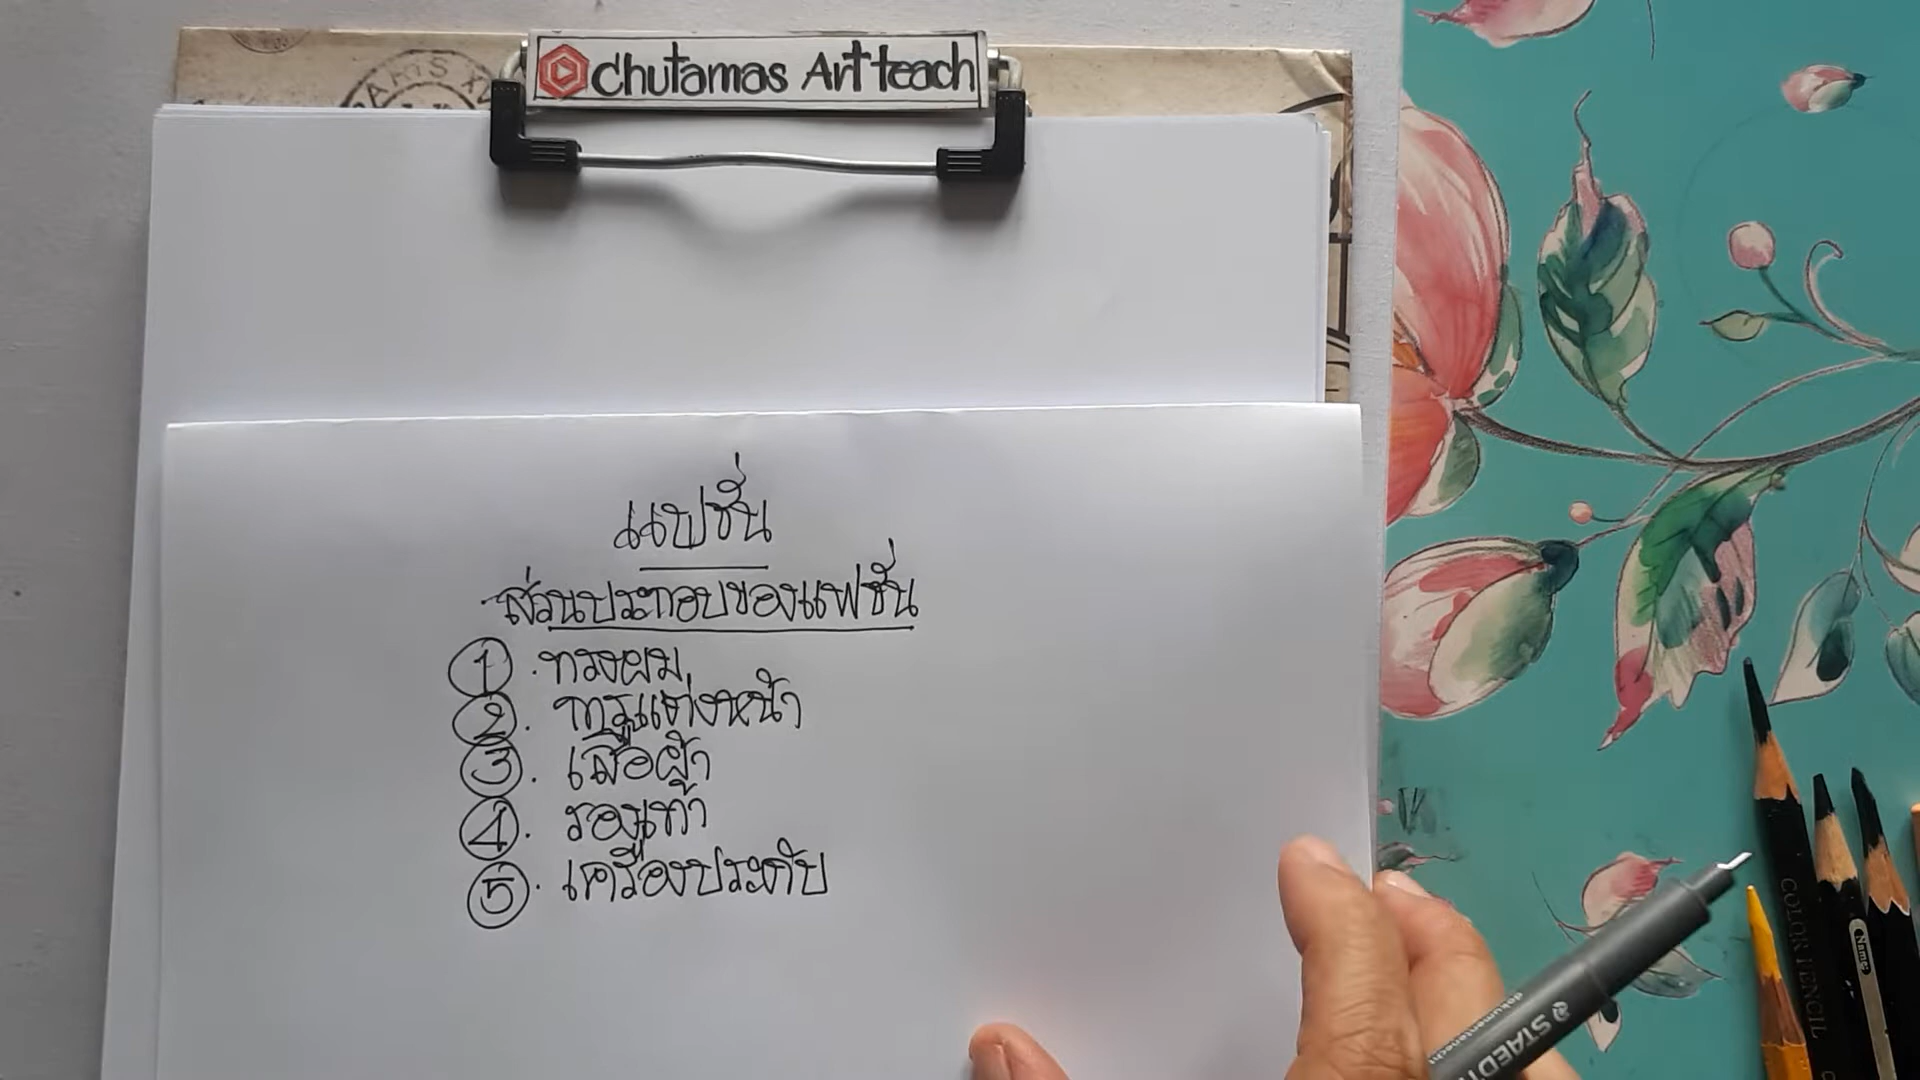 Chutamas Art teach
แฟชั่น
ส่วนประกอบของแฟชั่น
1. ทรงผม
2. การแต่งหน้า
3. เสื้อผ้า
4. รองเท้า
5. เครื่องประดับ
COLOR PENCIL
Name:
STAEDT
dokumentenecht